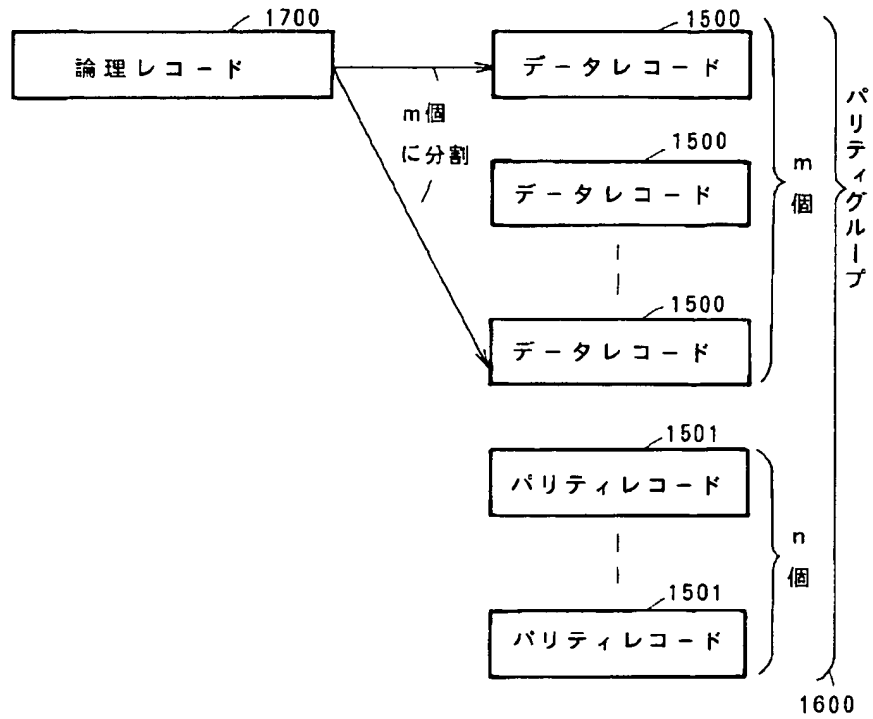 1700
論理レコード
m個
に分割
1500
データレコード
1500
データレコード
1500
データレコード
m個
1501
パリティレコード
1501
パリティレコード
n個
パリティグループ
1600